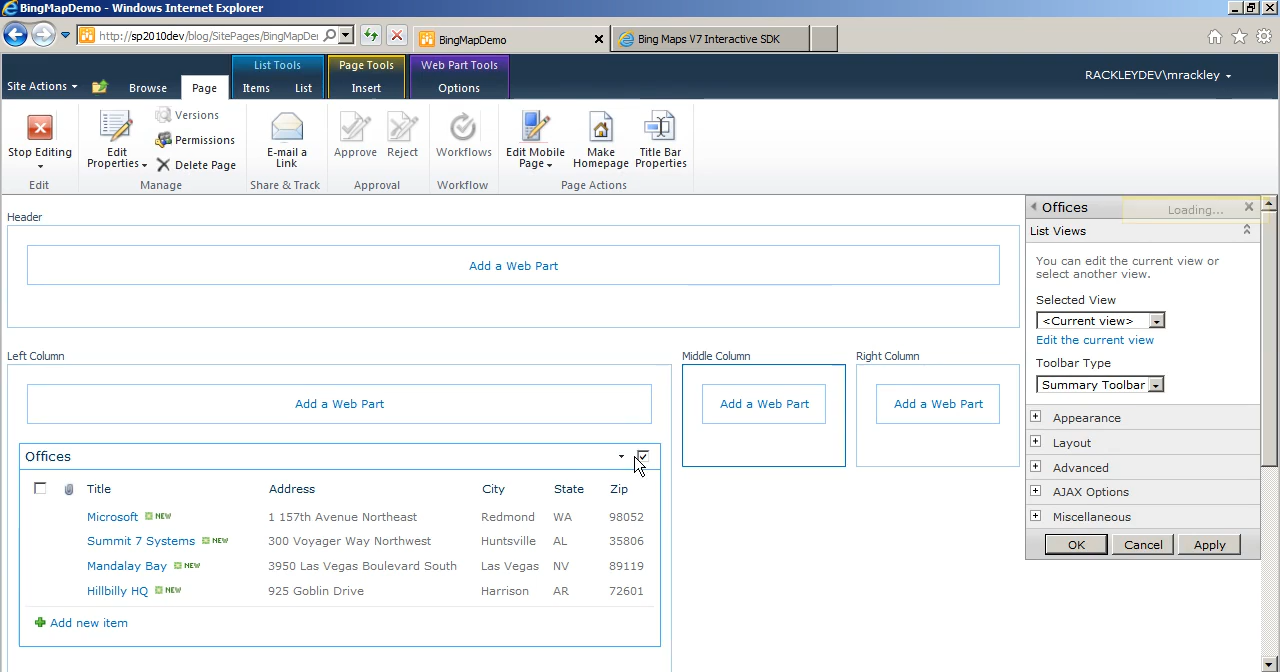 BingMapDemo - Windows Internet Explorer
http://sp2010dev/blog/SitePages/BingMapDe
BingMapDemo
Bing Maps V7 Interactive SDK
List Tools
Page Tools
Web Part Tools
Site Actions
Browse
Page
Items
List
Insert
Options
RACKLEYDEV\mrackley
Stop Editing
Edit
Edit Properties
Versions
Permissions
Delete Page
Manage
E-mail a Link
Share & Track
Approve
Reject
Approval
Workflows
Workflow
Edit Mobile Page
Make Homepage
Title Bar Properties
Page Actions
Header
Add a Web Part
Left Column
Add a Web Part
Middle Column
Add a Web Part
Right Column
Add a Web Part
Offices
Title Address City State Zip
Microsoft NEW 1 157th Avenue Northeast Redmond WA 98052
Summit 7 Systems NEW 300 Voyager Way Northwest Huntsville AL 35806
Mandalay Bay NEW 3950 Las Vegas Boulevard South Las Vegas NV 89119
Hillbilly HQ NEW 925 Goblin Drive Harrison AR 72601
Add new item
Offices
Loading...
List Views
You can edit the current view or
select another view.
Selected View
<Current view>
Edit the current view
Toolbar Type
Summary Toolbar
Appearance
Layout
Advanced
AJAX Options
Miscellaneous
OK
Cancel
Apply